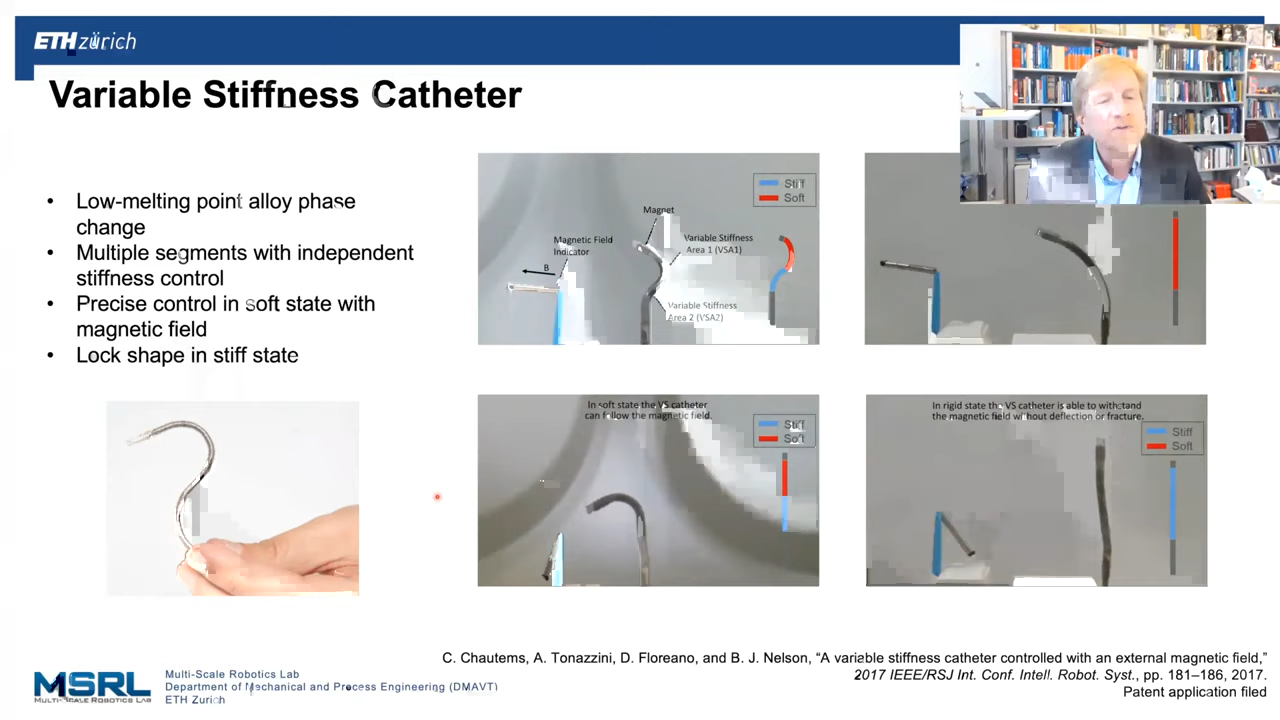 ETH zürich
Variable Stiffness Catheter
• Low-melting point alloy phase
change
• Multiple segments with independent
stiffness control
• Precise control in soft state with
magnetic field
• Lock shape in stiff state
Stiff
Soft
Magnet
Magnetic Field
Indicator
B
Variable Stiffness
Area 1 (VSA1)
Variable Stiffness
Area 2 (VSA2)
In soft state the VS catheter
can follow the magnetic field.
Stiff
Soft
In rigid state the VS catheter is able to withstand
the magnetic field without deflection or fracture.
Stiff
Soft
C. Chautems, A. Tonazzini, D. Floreano, and B. J. Nelson, “A variable stiffness catheter controlled with an external magnetic field,”
2017 IEEE/RSJ Int. Conf. Intell. Robot. Syst., pp. 181–186, 2017.
Patent application filed
MSRL
MULTI-SCALE ROBOTICS LAB
Multi-Scale Robotics Lab
Department of Mechanical and Process Engineering (DMAVT)
ETH Zurich